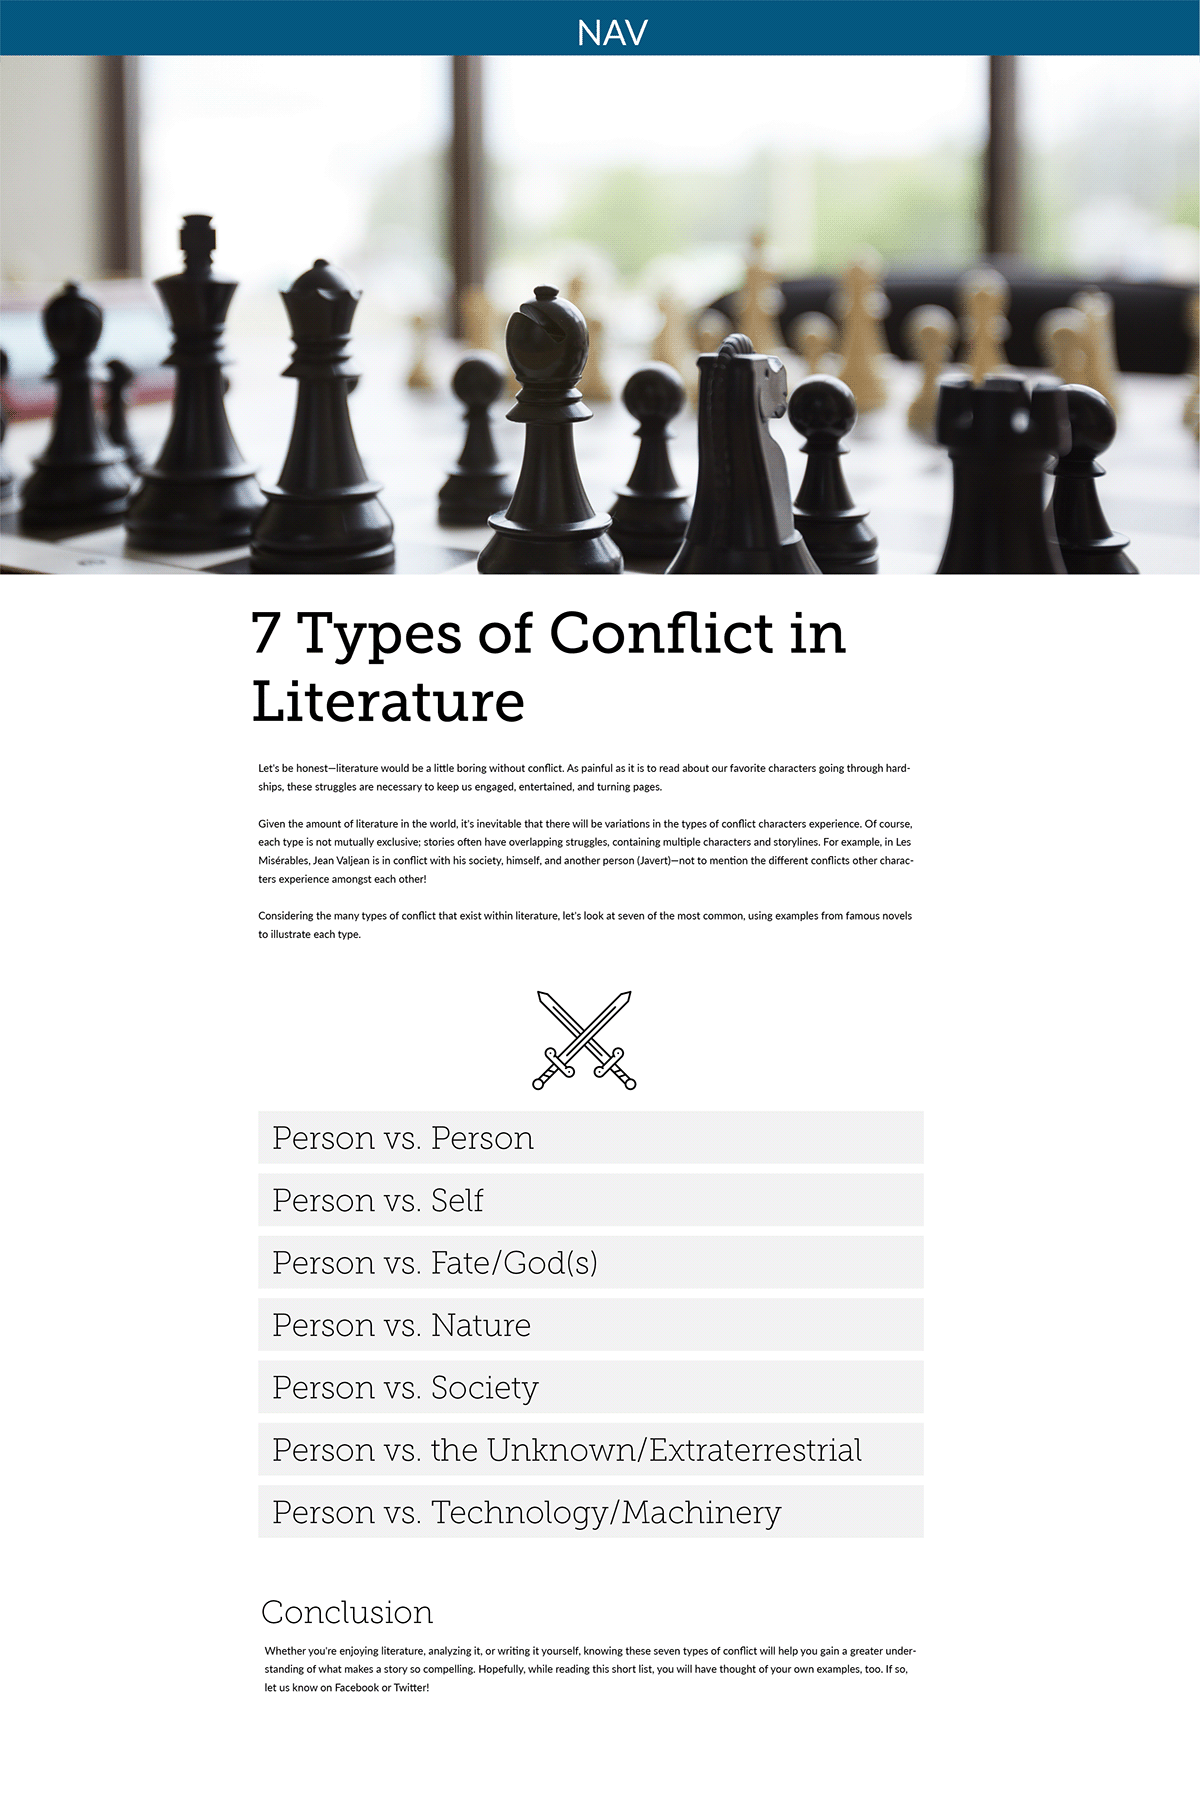 NAV
7 Types of Conflict in
Literature
Let's be honest—literature would be a little boring without conflict. As painful as it is to read about our favorite characters going through hard-
ships, these struggles are necessary to keep us engaged, entertained, and turning pages.
Given the amount of literature in the world, it's inevitable that there will be variations in the types of conflict characters experience. Of course,
each type is not mutually exclusive; stories often have overlapping struggles, containing multiple characters and storylines. For example, in Les
Misérables, Jean Valjean is in conflict with his society, himself, and another person (Javert)—not to mention the different conflicts other charac-
ters experience amongst each other!
Considering the many types of conflict that exist within literature, let's look at seven of the most common, using examples from famous novels
to illustrate each type.
Person vs. Person
Person vs. Self
Person vs. Fate/God(s)
Person vs. Nature
Person vs. Society
Person vs. the Unknown/Extraterrestrial
Person vs. Technology/Machinery
Conclusion
Whether you're enjoying literature, analyzing it, or writing it yourself, knowing these seven types of conflict will help you gain a greater under-
standing of what makes a story so compelling. Hopefully, while reading this short list, you will have thought of your own examples, too. If so,
let us know on Facebook or Twitter!